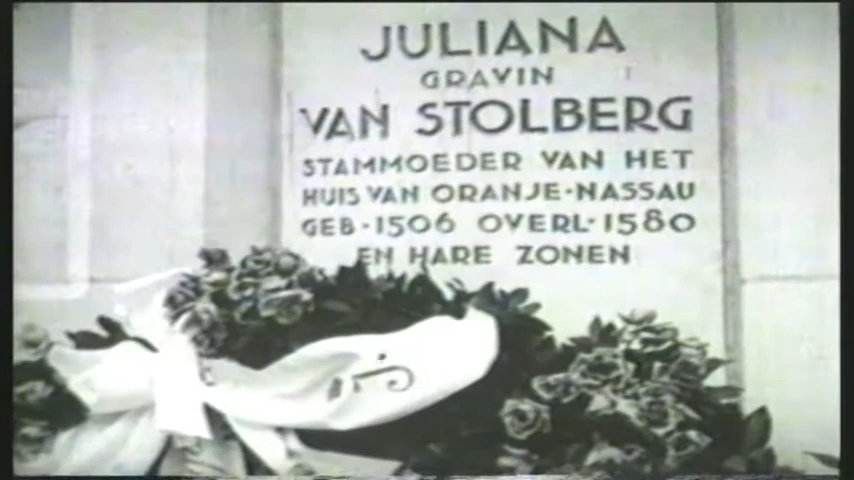 JULIANA
GRAVIN
VAN STOLBERG
STAMMOEDER VAN HET
HUIS VAN ORANJE-NASSAU
GEB-1506 OVERL-1580
EN HARE ZONEN
J